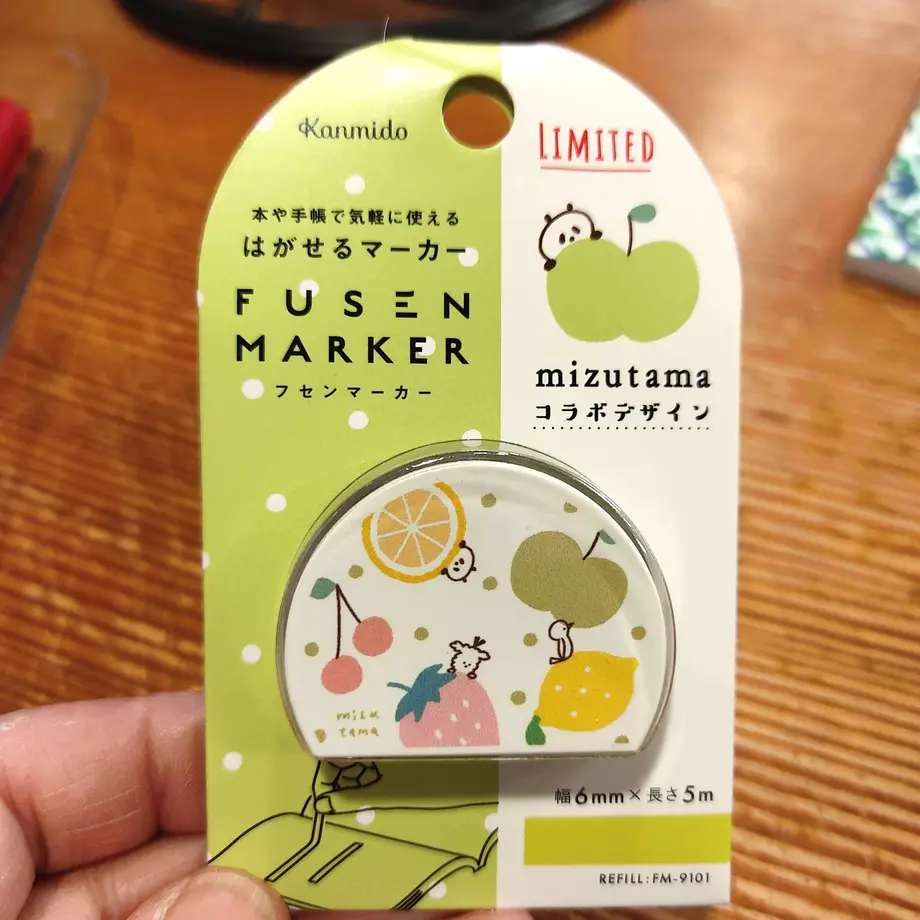 Kanmido
本や手帳で気軽に使える
はがせるマーカー
FUSEN
MARKER
フセンマーカー
LIMITED
mizutama
コラボデザイン
mizu
tama
幅6mm×長さ5m
REFILL:FM-9101